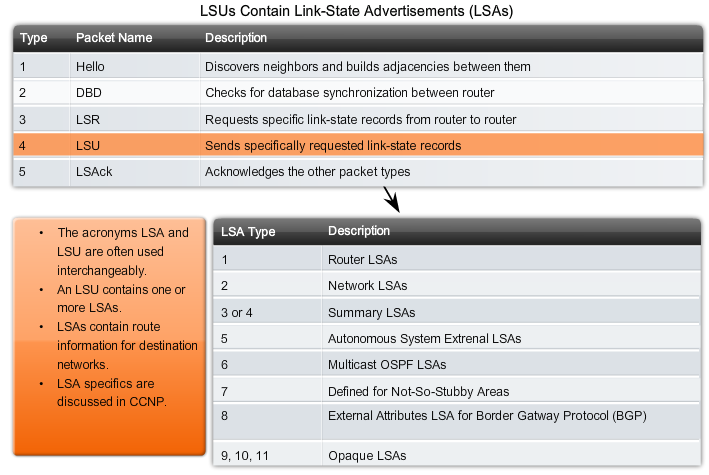 LSUs Contain Link-State Advertisements (LSAs)
Type Packet Name Description
1 Hello Discovers neighbors and builds adjacencies between them
2 DBD Checks for database synchronization between router
3 LSR Requests specific link-state records from router to router
4 LSU Sends specifically requested link-state records
5 LSAck Acknowledges the other packet types
• The acronyms LSA and
LSU are often used
interchangeably.
• An LSU contains one or
more LSAs.
• LSAs contain route
information for destination
networks.
• LSA specifics are
discussed in CCNP.
LSA Type Description
1 Router LSAs
2 Network LSAs
3 or 4 Summary LSAs
5 Autonomous System Extrenal LSAs
6 Multicast OSPF LSAs
7 Defined for Not-So-Stubby Areas
8 External Attributes LSA for Border Gatway Protocol (BGP)
9, 10, 11 Opaque LSAs